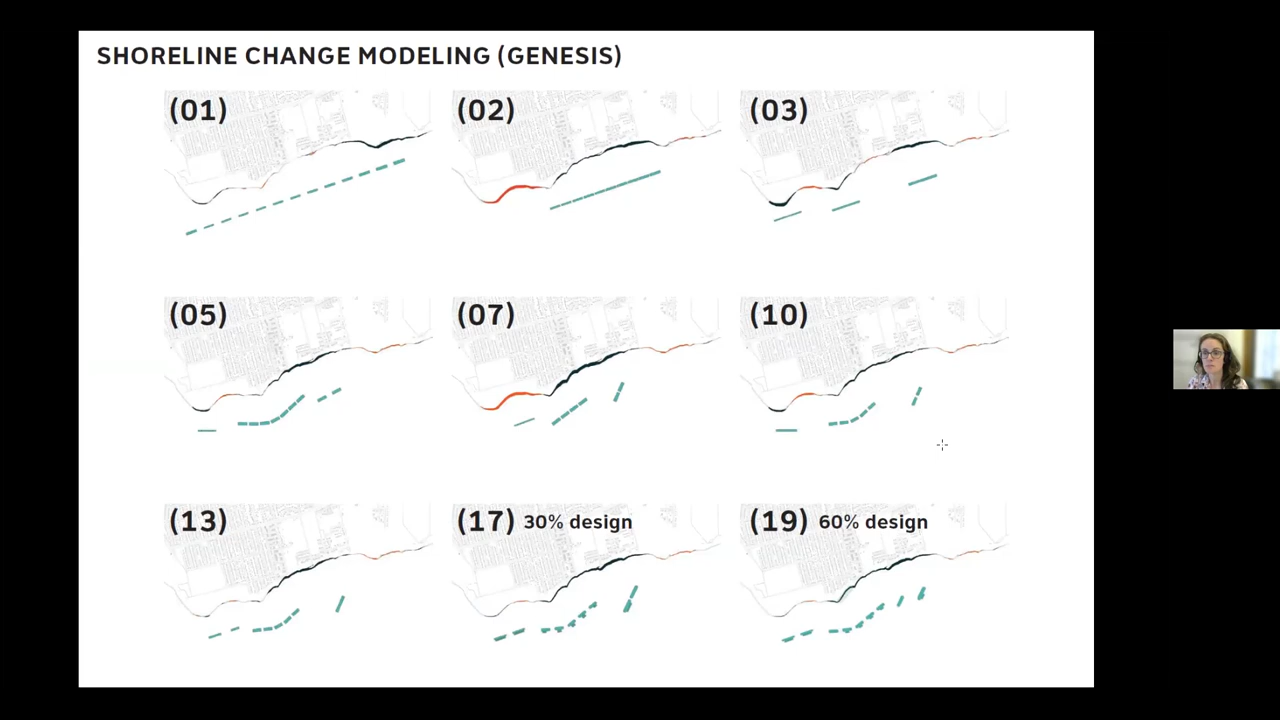 SHORELINE CHANGE MODELING (GENESIS)
(01)
(02)
(03)
(05)
(07)
(10)
(13)
(17) 30% design
(19) 60% design